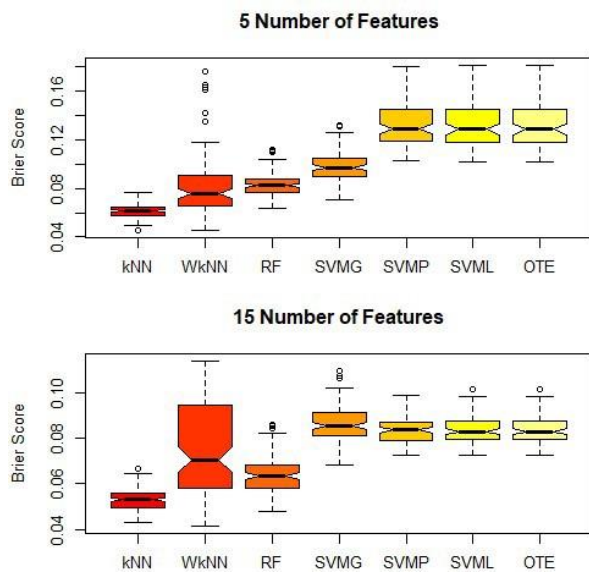 5 Number of Features
Brier Score
0.16
0.12
0.08
0.04
kNN WkNN RF SVMG SVMP SVML OTE
15 Number of Features
Brier Score
0.10
0.08
0.06
0.04
kNN WkNN RF SVMG SVMP SVML OTE